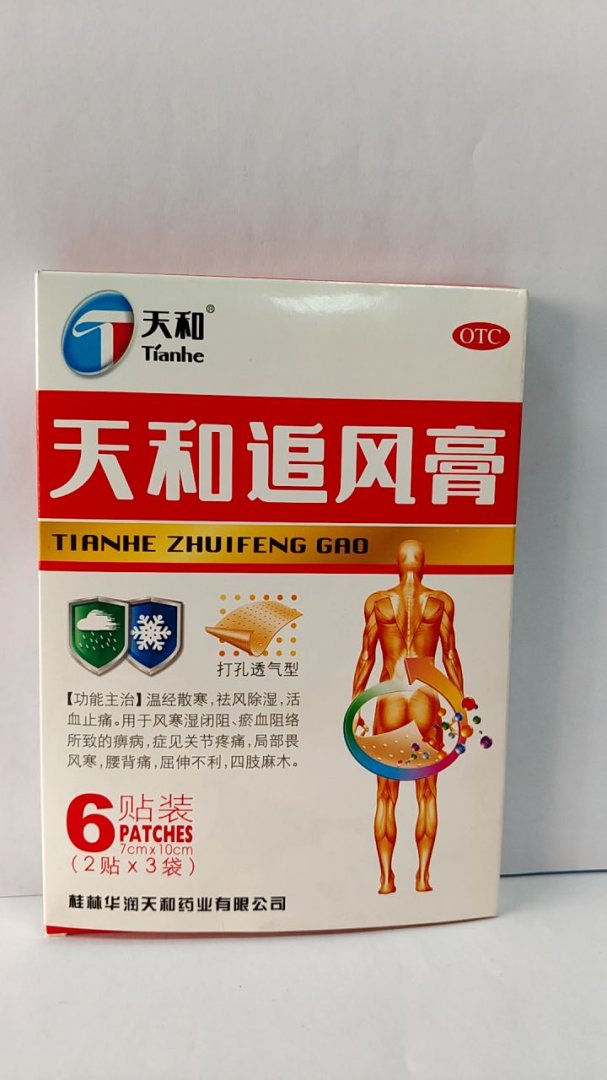 天和®
Tianhe
OTC
天和追风膏
TIANHE ZHUIFENG GAO
打孔透气型
【功能主治】温经散寒,祛风除湿,活
血止痛。用于风寒湿闭阻、瘀血阻络
所致的痹病,症见关节疼痛,局部畏
风寒,腰背痛,屈伸不利,四肢麻木。
6贴装
PATCHES
7cmx10cm
(2贴x3袋)
桂林华润天和药业有限公司